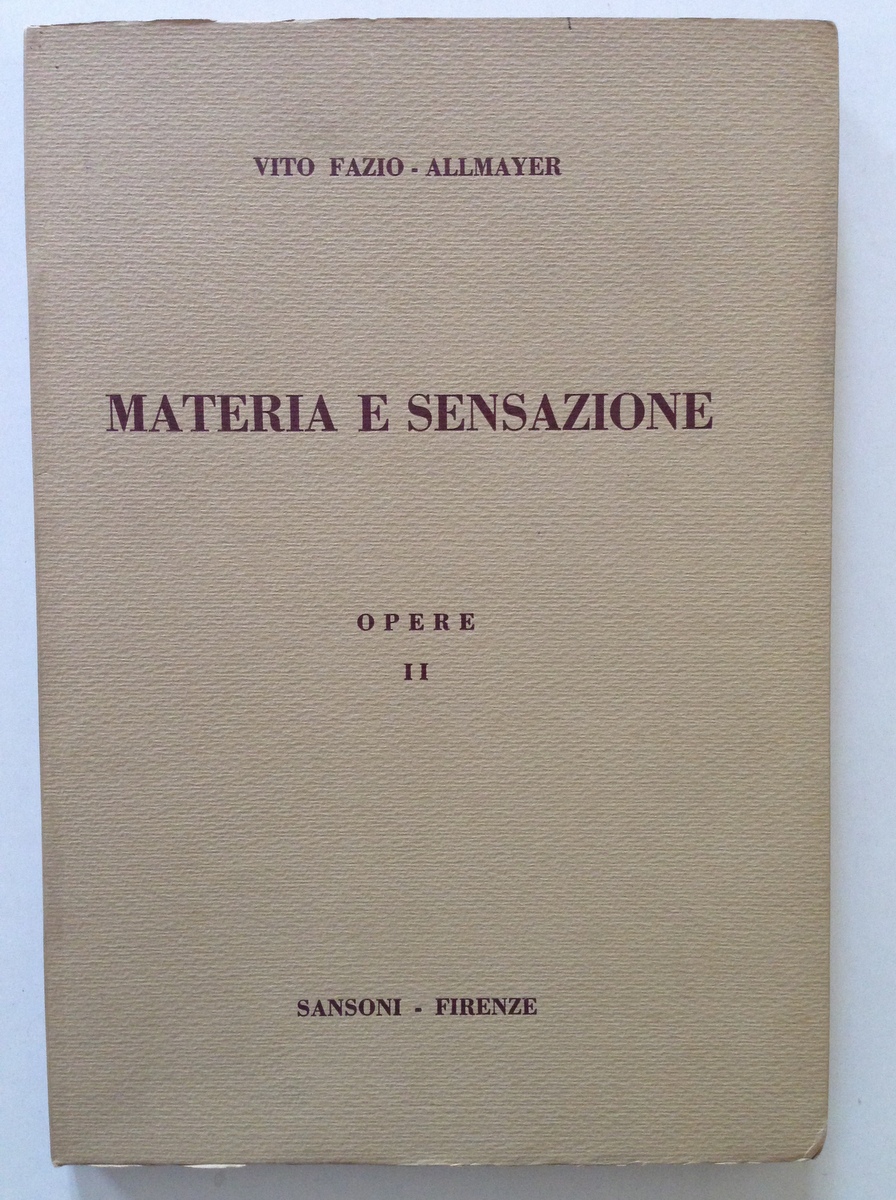 VITO FAZIO - ALLMAYER
MATERIA E SENSAZIONE
OPERE
II
SANSONI - FIRENZE